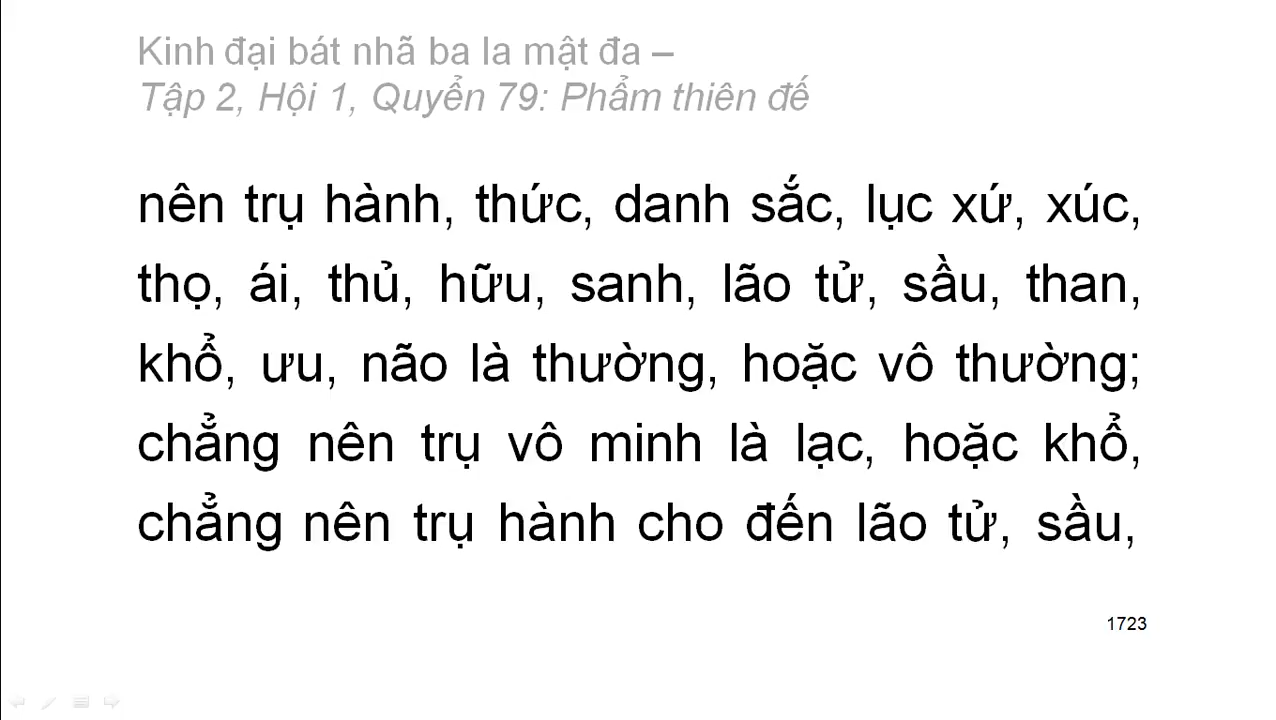 Kinh đại bát nhã ba la mật đa –
Tập 2, Hội 1, Quyển 79: Phẩm thiên đế
nên trụ hành, thức, danh sắc, lục xứ, xúc,
thọ, ái, thủ, hữu, sanh, lão tử, sầu, than,
khổ, ưu, não là thường, hoặc vô thường;
chẳng nên trụ vô minh là lạc, hoặc khổ,
chẳng nên trụ hành cho đến lão tử, sầu,
1723